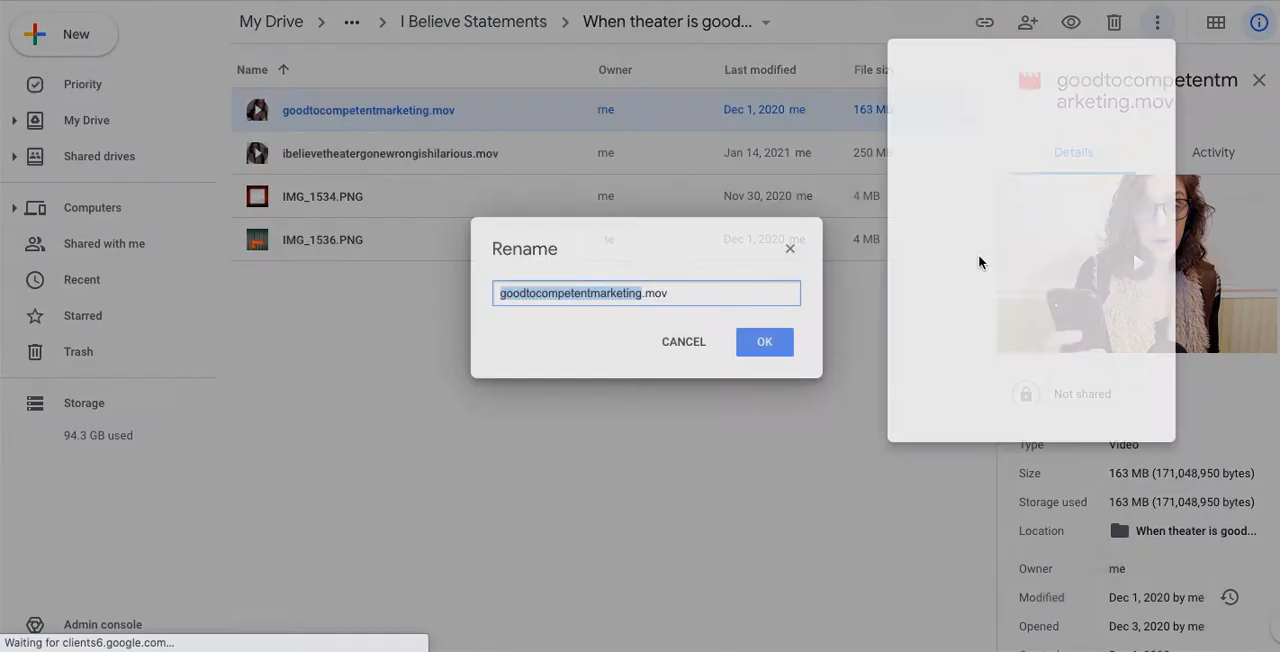 New
My Drive > ••• > I Believe Statements > When theater is good...
Name Owner Last modified File siz
Priority
My Drive
Shared drives
Computers
Shared with me
Recent
Starred
Trash
Storage
94.3 GB used
Admin console
goodtocompetentmarketing.mov me Dec 1, 2020 me 163 MB
ibelievetheatergonewrongishilarious.mov me Jan 14, 2021 me 250 MB
IMG_1534.PNG me Nov 30, 2020 me 4 MB
IMG_1536.PNG me Dec 1, 2020 me 4 MB
Rename
goodtocompetentmarketing.mov
CANCEL OK
goodtocompetentm
arketing.mov
Details Activity
Not shared
Type Video
Size 163 MB (171,048,950 bytes)
Storage used 163 MB (171,048,950 bytes)
Location When theater is good...
Owner me
Modified Dec 1, 2020 by me
Opened Dec 3, 2020 by me
Waiting for clients6.google.com...